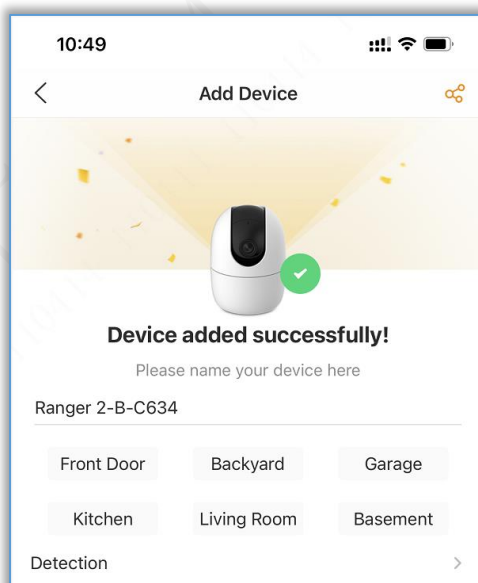 10:49
Add Device
Device added successfully!
Please name your device here
Ranger 2-B-C634
Front Door Backyard Garage
Kitchen Living Room Basement
Detection